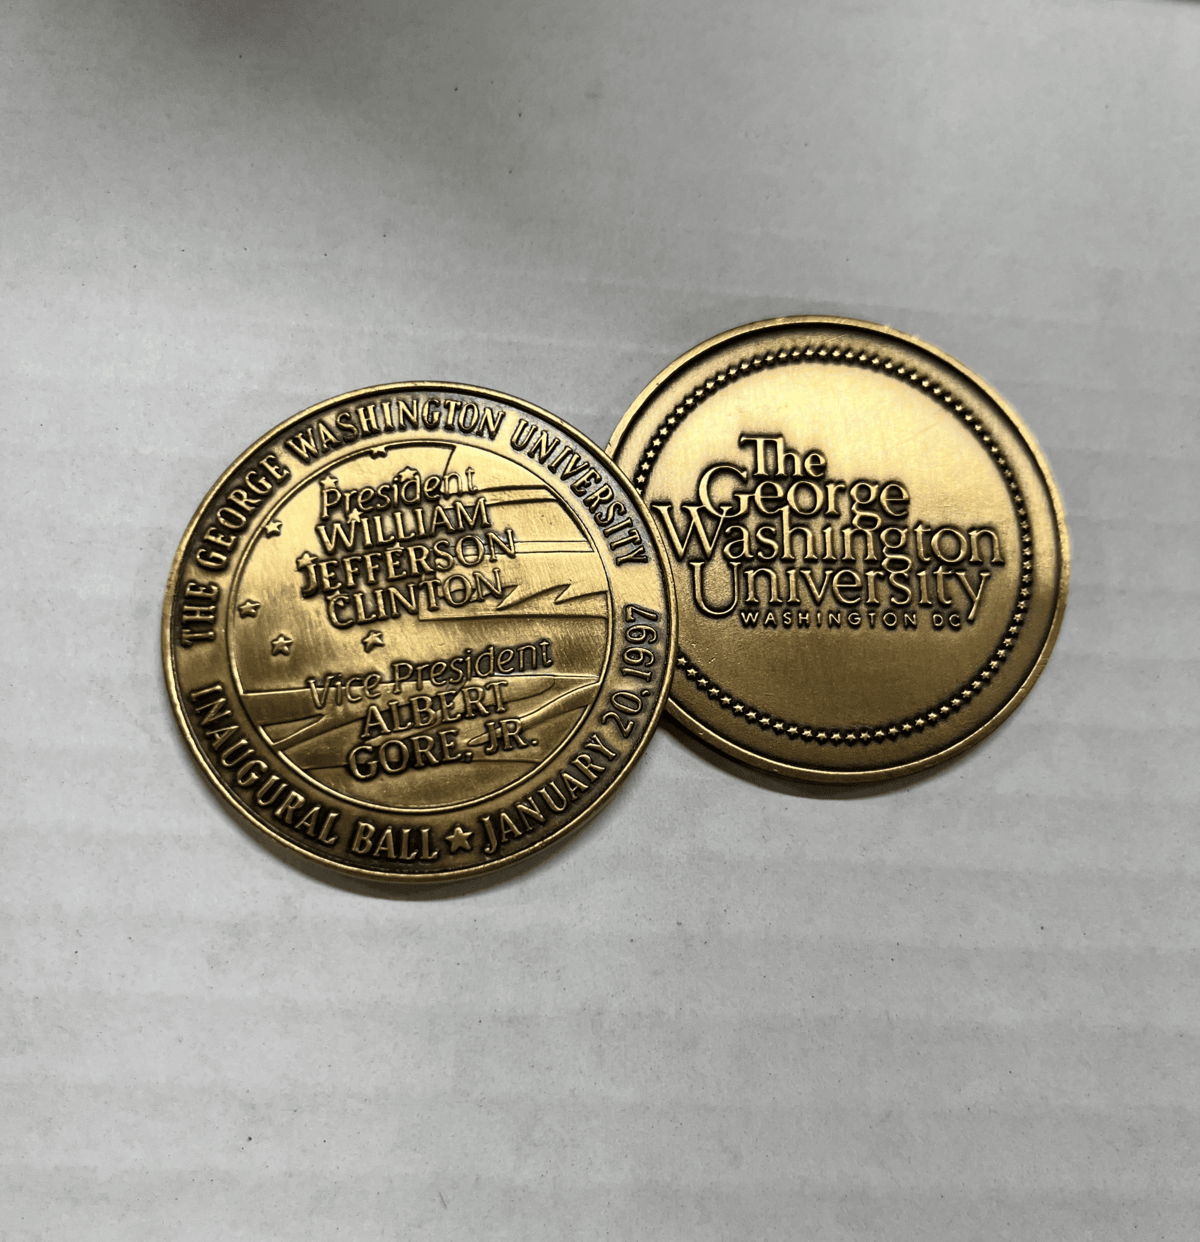 THE GEORGE WASHINGTON UNIVERSITY
INAUGURAL BALL ★ JANUARY 20, 1997
President
WILLIAM
JEFFERSON
CLINTON
Vice President
ALBERT
GORE, JR.
The
George
Washington
University
WASHINGTON DC